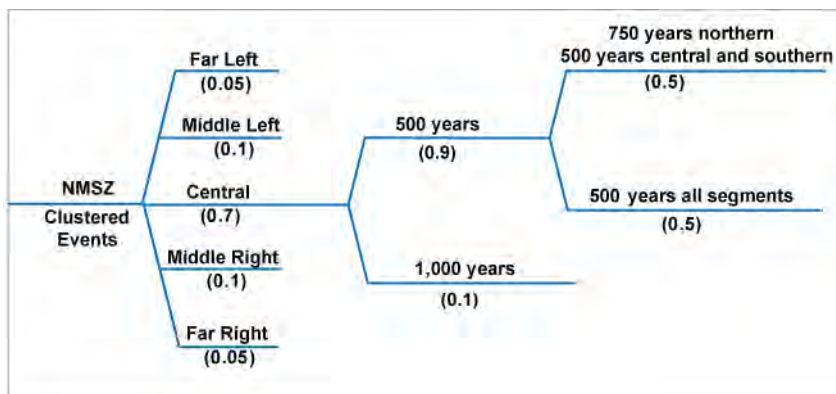 NMSZ
Clustered
Events
Far Left
(0.05)
Middle Left
(0.1)
Central
(0.7)
Middle Right
(0.1)
Far Right
(0.05)
500 years
(0.9)
1,000 years
(0.1)
750 years northern
500 years central and southern
(0.5)
500 years all segments
(0.5)